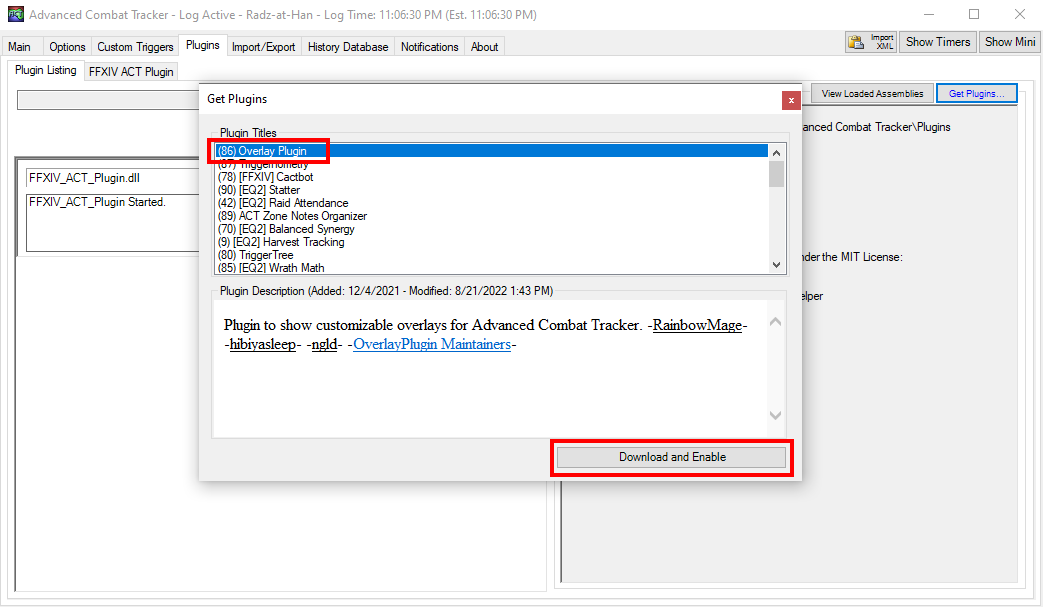 Advanced Combat Tracker - Log Active - Radz-at-Han - Log Time: 11:06:30 PM (Est. 11:06:30 PM)
Main Options Custom Triggers Plugins Import/Export History Database Notifications About
Import XML Show Timers Show Mini
Plugin Listing FFXIV ACT Plugin
View Loaded Assemblies Get Plugins...
Get Plugins
x
Combat Tracker\Plugins
Plugin Titles
(86) Overlay Plugin
(87) Triggernometry
(78) [FFXIV] Cactbot
(90) [EQ2] Statter
(42) [EQ2] Raid Attendance
(89) ACT Zone Notes Organizer
(70) [EQ2] Balanced Synergy
(9) [EQ2] Harvest Tracking
(80) TriggerTree
(85) [EQ2] Wrath Math
FFXIV_ACT_Plugin.dll
FFXIV_ACT_Plugin Started.
the MIT License:
Plugin Description (Added: 12/4/2021 - Modified: 8/21/2022 1:43 PM)
Plugin to show customizable overlays for Advanced Combat Tracker. -RainbowMage-
-hibiyasleep- -ngld- -OverlayPlugin Maintainers-
Download and Enable